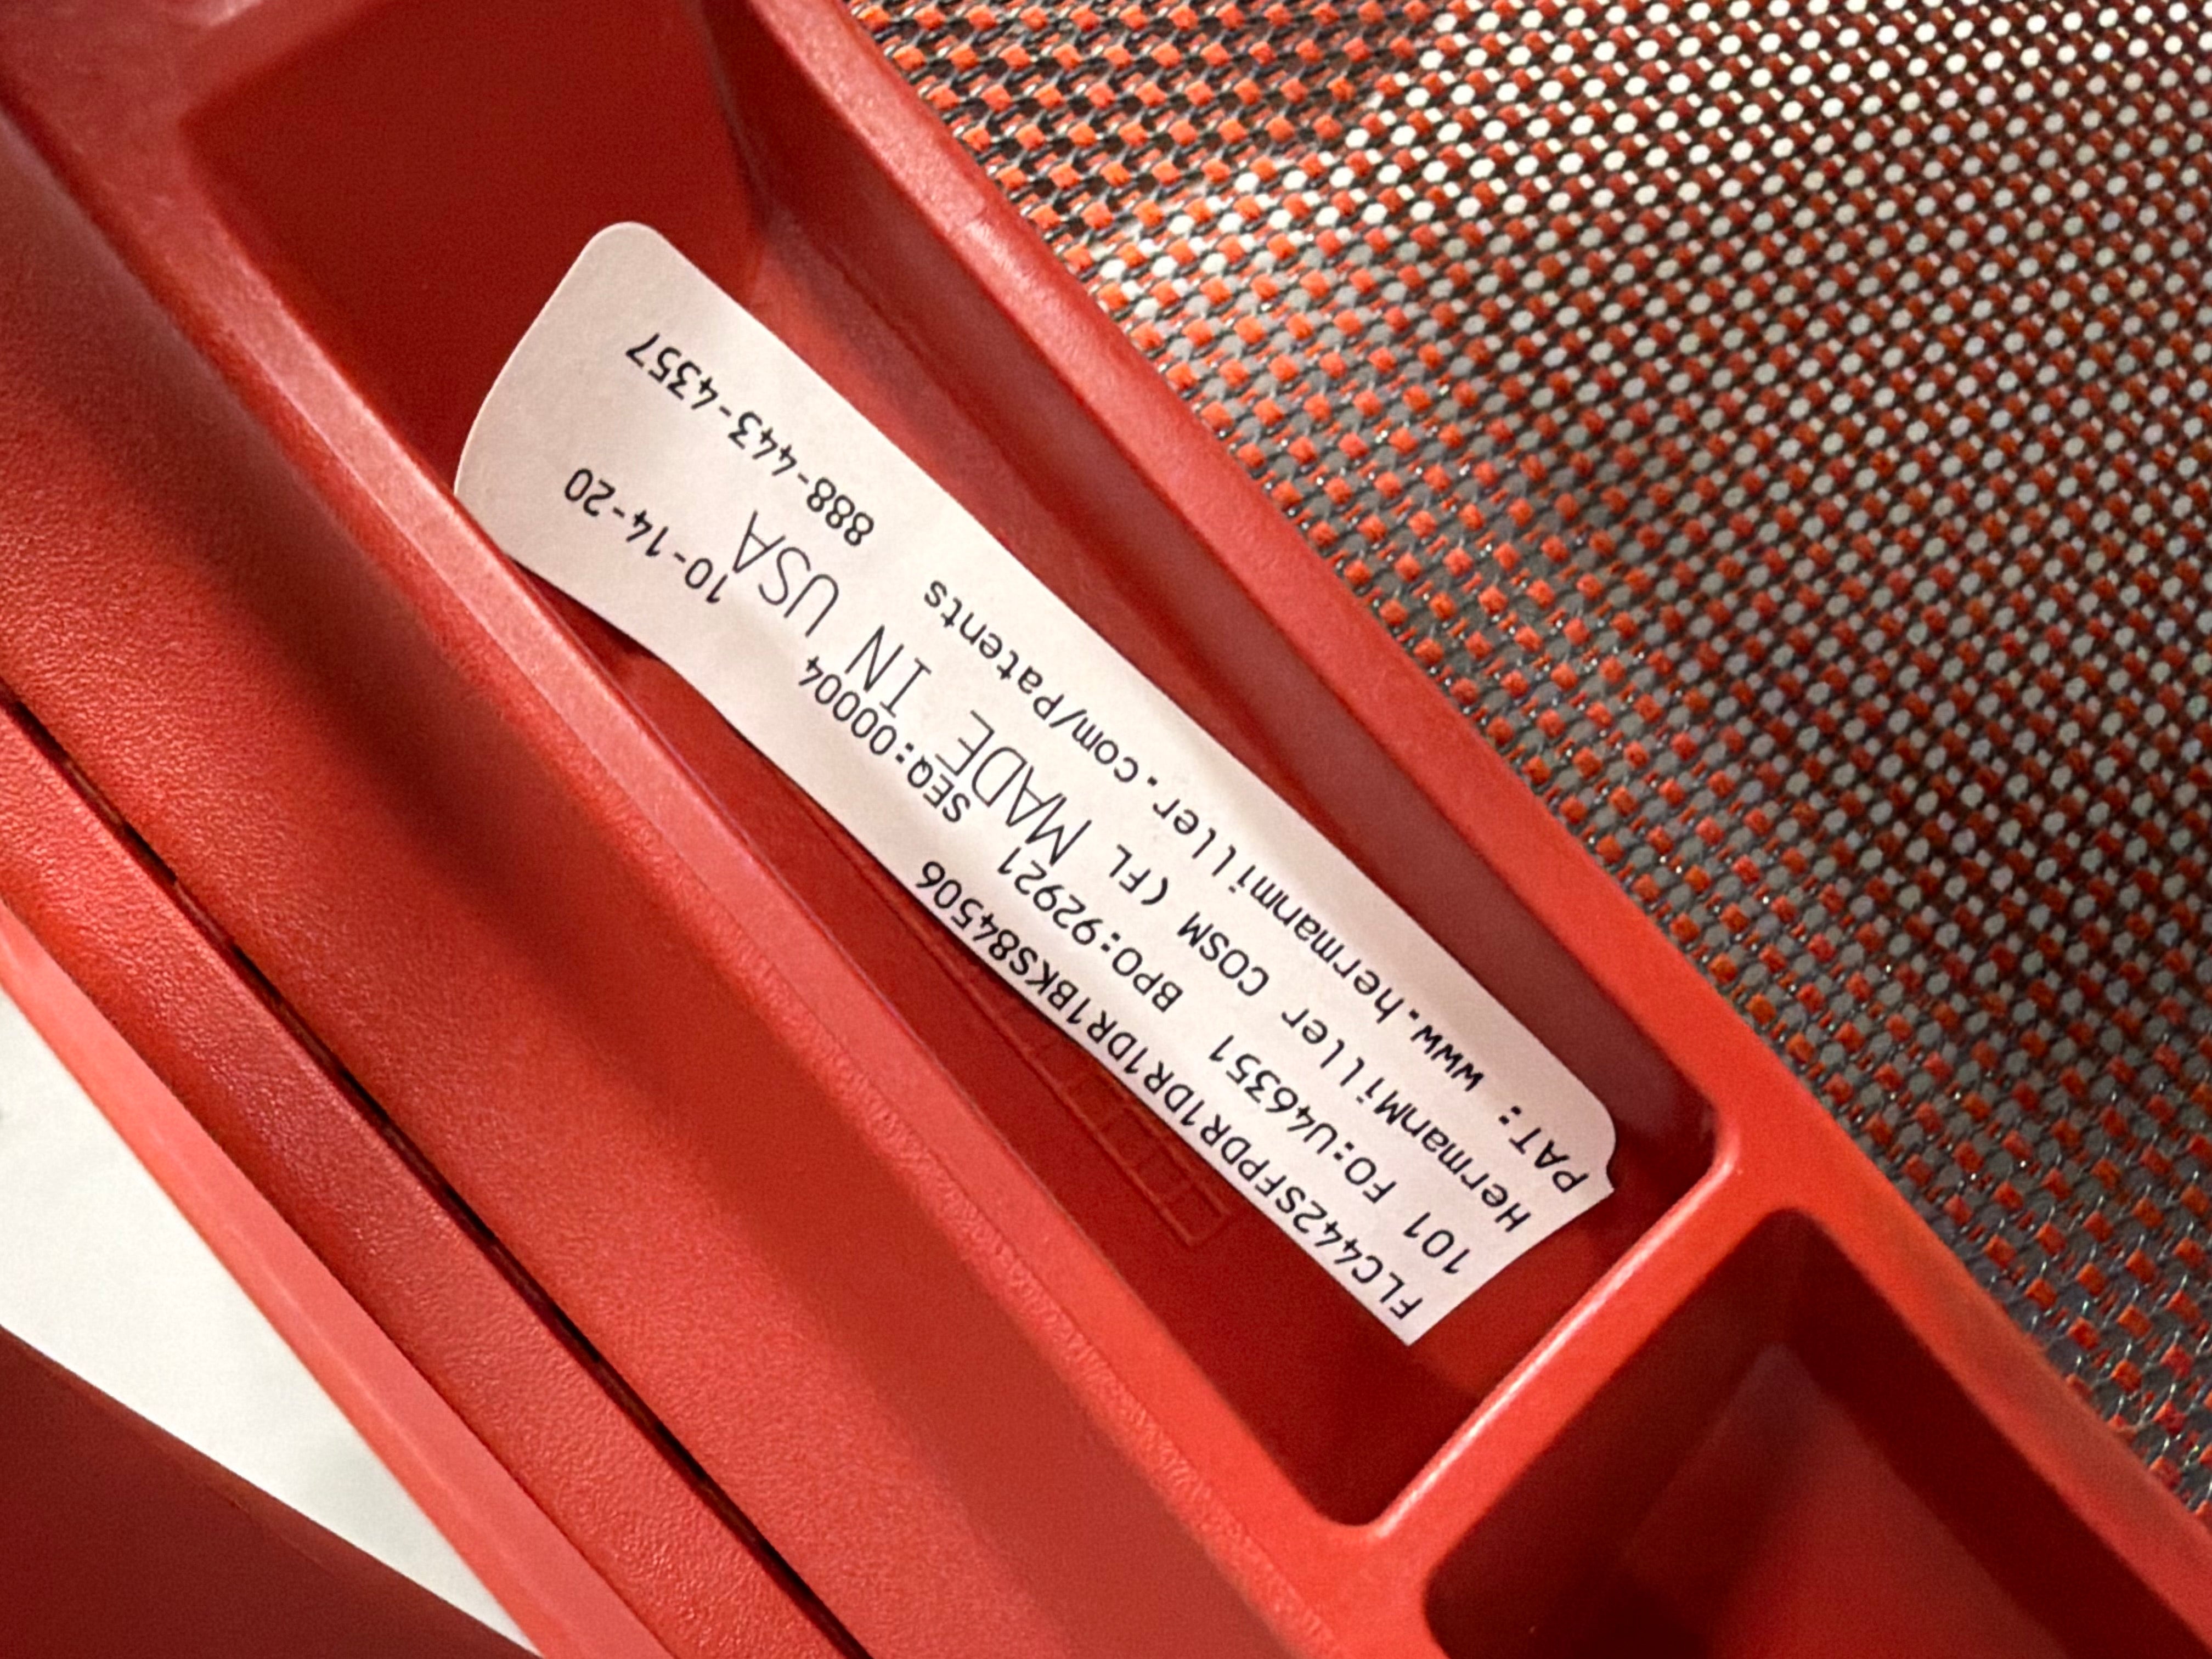 FLC442SFPDR1DR1DR1BKS84506
101 FO:U46351 BPO:92921 SEQ:00004 10-14-20
HermanMiller COSM (FL MADE IN USA
PAT: www.hermanmiller.com/Patents 888-443-4357